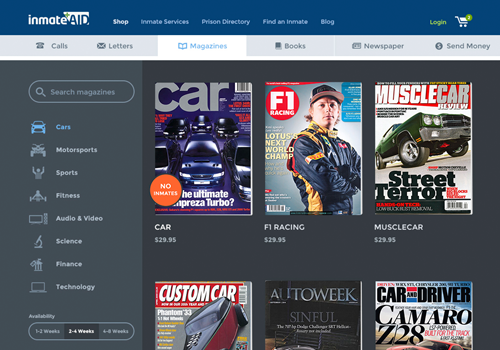 inmateAID
Shop Inmate Services Prison Directory Find an Inmate Blog
Login
Calls Letters Magazines Books Newspaper Send Money
Search magazines
Cars
Motorsports
Sports
Fitness
Audio & Video
Science
Finance
Technology
Availability
1-2 Weeks 2-4 Weeks 4-8 Weeks
car
NO
INMATES
the ultimate
Impreza Turbo?
CAR
$29.95
F1
RACING
LOTUS'S
NEXT
WORLD
CHAMP
F1 RACING
$29.95
MUSCLECAR
REVIEW
Street
Terror
MUSCLECAR
$29.95
CUSTOM CAR
Phantom '33
AUTOWEEK
SINFUL
CAR AND DRIVER
CAMARO
Z28